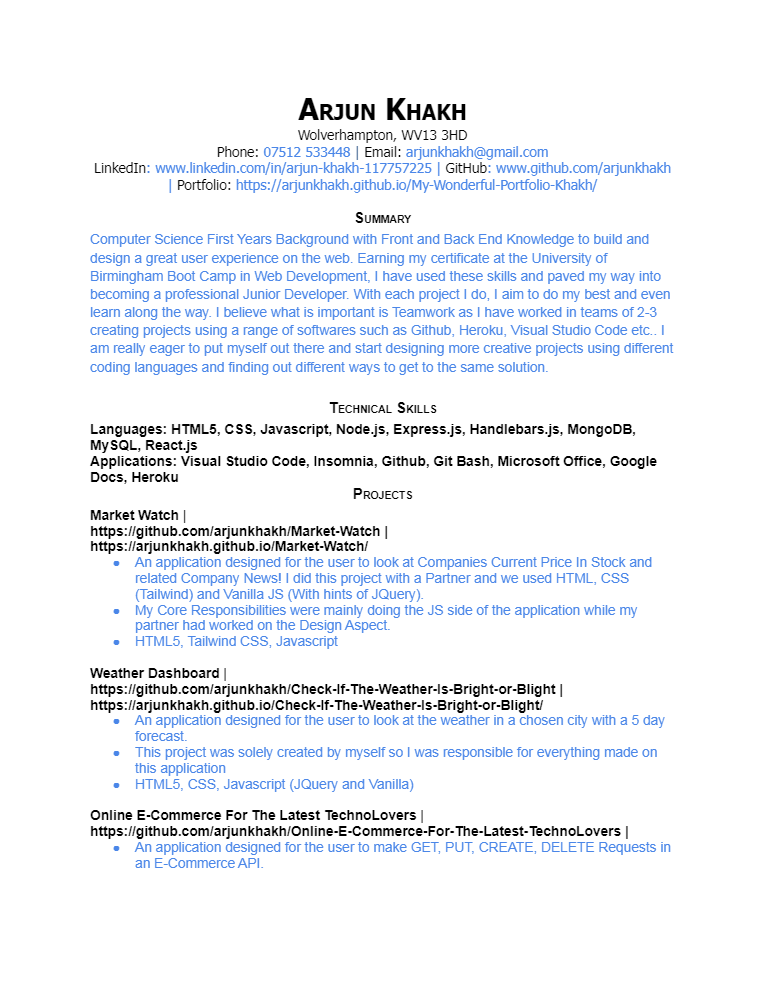 Arjun Khakh
Wolverhampton, WV13 3HD
Phone: 07512 533448 | Email: arjunkhakh@gmail.com
LinkedIn: www.linkedin.com/in/arjun-khakh-117757225 | GitHub: www.github.com/arjunkhakh
| Portfolio: https://arjunkhakh.github.io/My-Wonderful-Portfolio-Khakh/
Summary
Computer Science First Years Background with Front and Back End Knowledge to build and
design a great user experience on the web. Earning my certificate at the University of
Birmingham Boot Camp in Web Development, I have used these skills and paved my way into
becoming a professional Junior Developer. With each project I do, I aim to do my best and even
learn along the way. I believe what is important is Teamwork as I have worked in teams of 2-3
creating projects using a range of softwares such as Github, Heroku, Visual Studio Code etc.. I
am really eager to put myself out there and start designing more creative projects using different
coding languages and finding out different ways to get to the same solution.
Technical Skills
Languages: HTML5, CSS, Javascript, Node.js, Express.js, Handlebars.js, MongoDB,
MySQL, React.js
Applications: Visual Studio Code, Insomnia, Github, Git Bash, Microsoft Office, Google
Docs, Heroku
Projects
Market Watch |
https://github.com/arjunkhakh/Market-Watch |
https://arjunkhakh.github.io/Market-Watch/
● An application designed for the user to look at Companies Current Price In Stock and
related Company News! I did this project with a Partner and we used HTML, CSS
(Tailwind) and Vanilla JS (With hints of JQuery).
● My Core Responsibilities were mainly doing the JS side of the application while my
partner had worked on the Design Aspect.
● HTML5, Tailwind CSS, Javascript
Weather Dashboard |
https://github.com/arjunkhakh/Check-If-The-Weather-Is-Bright-or-Blight |
https://arjunkhakh.github.io/Check-If-The-Weather-Is-Bright-or-Blight/
● An application designed for the user to look at the weather in a chosen city with a 5 day
forecast.
● This project was solely created by myself so I was responsible for everything made on
this application
● HTML5, CSS, Javascript (JQuery and Vanilla)
Online E-Commerce For The Latest TechnoLovers |
https://github.com/arjunkhakh/Online-E-Commerce-For-The-Latest-TechnoLovers |
● An application designed for the user to make GET, PUT, CREATE, DELETE Requests in
an E-Commerce API.